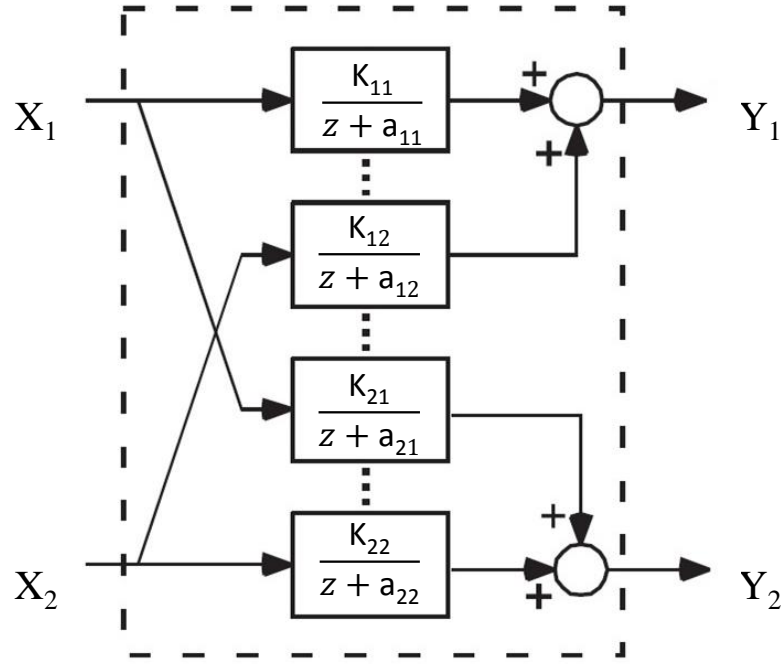 X₁
K₁₁
z + a₁₁
+
+
Y₁
K₁₂
z + a₁₂
K₂₁
z + a₂₁
+
X₂
K₂₂
z + a₂₂
+
Y₂